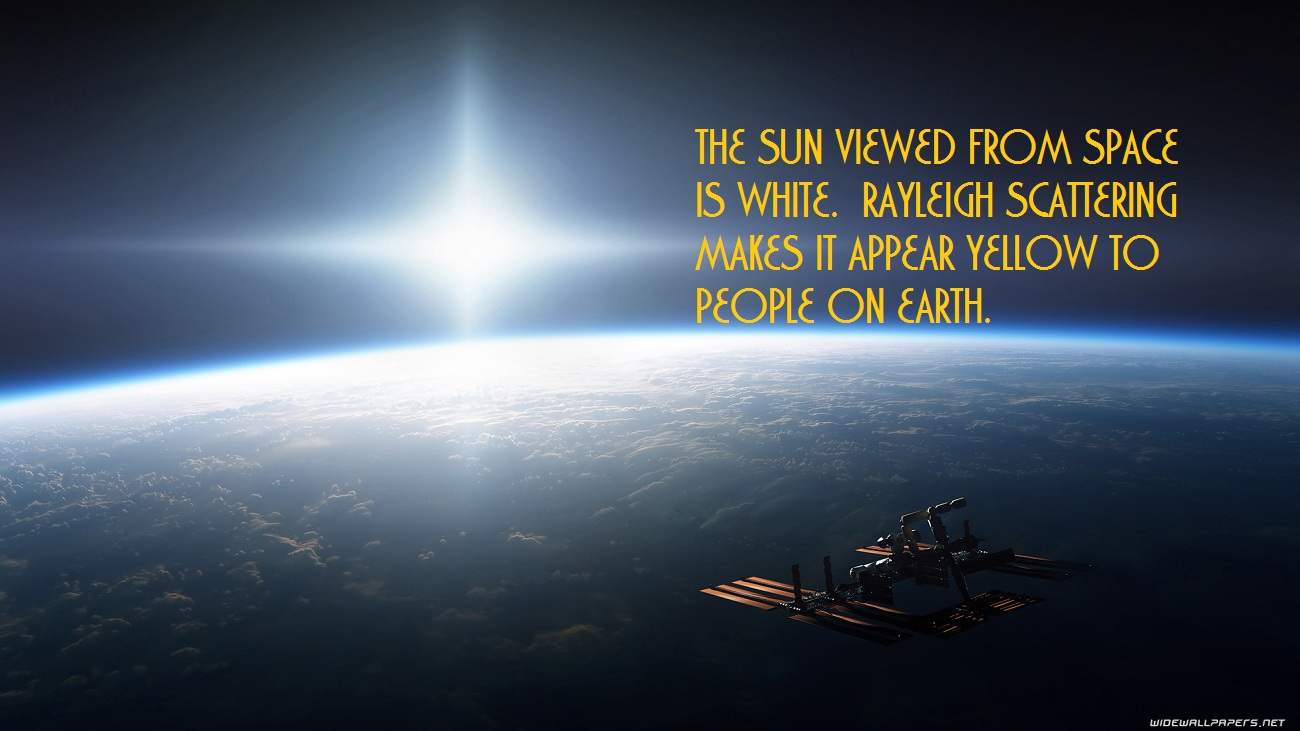 THE SUN VIEWED FROM SPACE
IS WHITE.  RAYLEIGH SCATTERING
MAKES IT APPEAR YELLOW TO
PEOPLE ON EARTH.
WIDEWALLPAPERS.NET